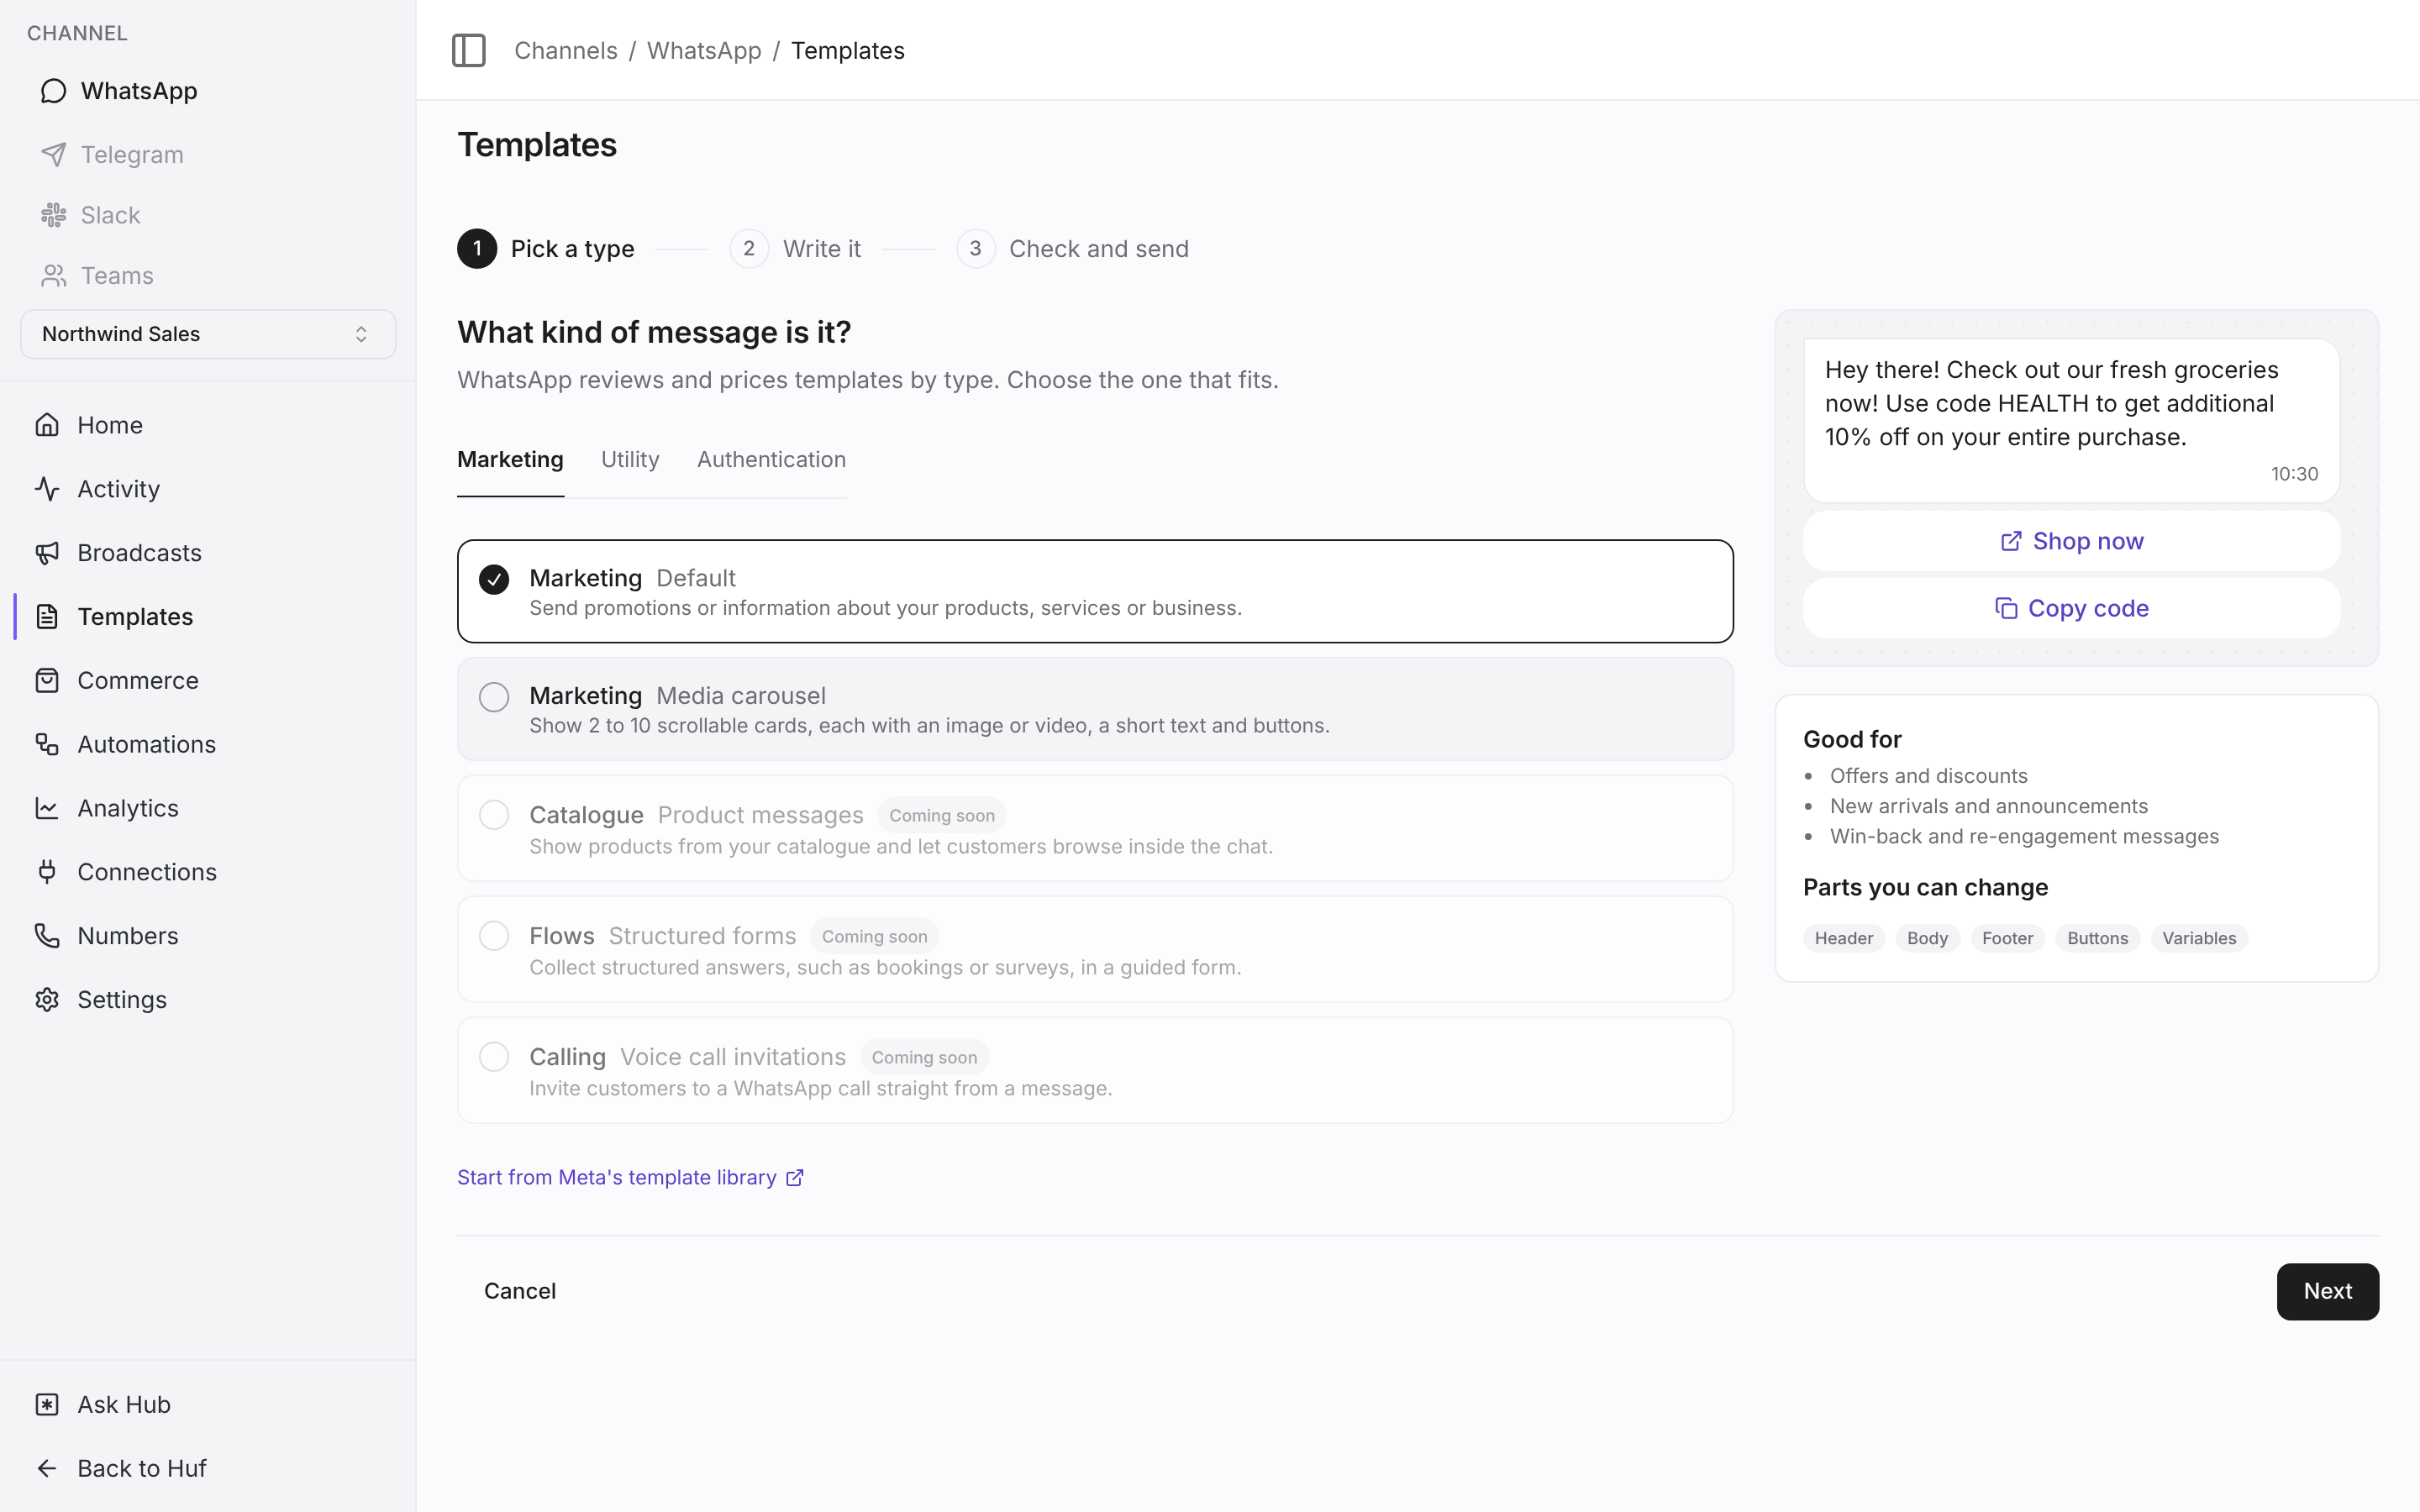 CHANNEL
WhatsApp
Telegram
Slack
Teams
Northwind Sales
Home
Activity
Broadcasts
Templates
Commerce
Automations
Analytics
Connections
Numbers
Settings
Ask Hub
Back to Huf
Channels / WhatsApp / Templates
Templates
1 Pick a type 2 Write it 3 Check and send
What kind of message is it?
WhatsApp reviews and prices templates by type. Choose the one that fits.
Marketing Utility Authentication
Marketing Default
Send promotions or information about your products, services or business.
Marketing Media carousel
Show 2 to 10 scrollable cards, each with an image or video, a short text and buttons.
Catalogue Product messages Coming soon
Show products from your catalogue and let customers browse inside the chat.
Flows Structured forms Coming soon
Collect structured answers, such as bookings or surveys, in a guided form.
Calling Voice call invitations Coming soon
Invite customers to a WhatsApp call straight from a message.
Start from Meta's template library
Hey there! Check out our fresh groceries
now! Use code HEALTH to get additional
10% off on your entire purchase.
10:30
Shop now
Copy code
Good for
• Offers and discounts
• New arrivals and announcements
• Win-back and re-engagement messages
Parts you can change
Header Body Footer Buttons Variables
Cancel
Next